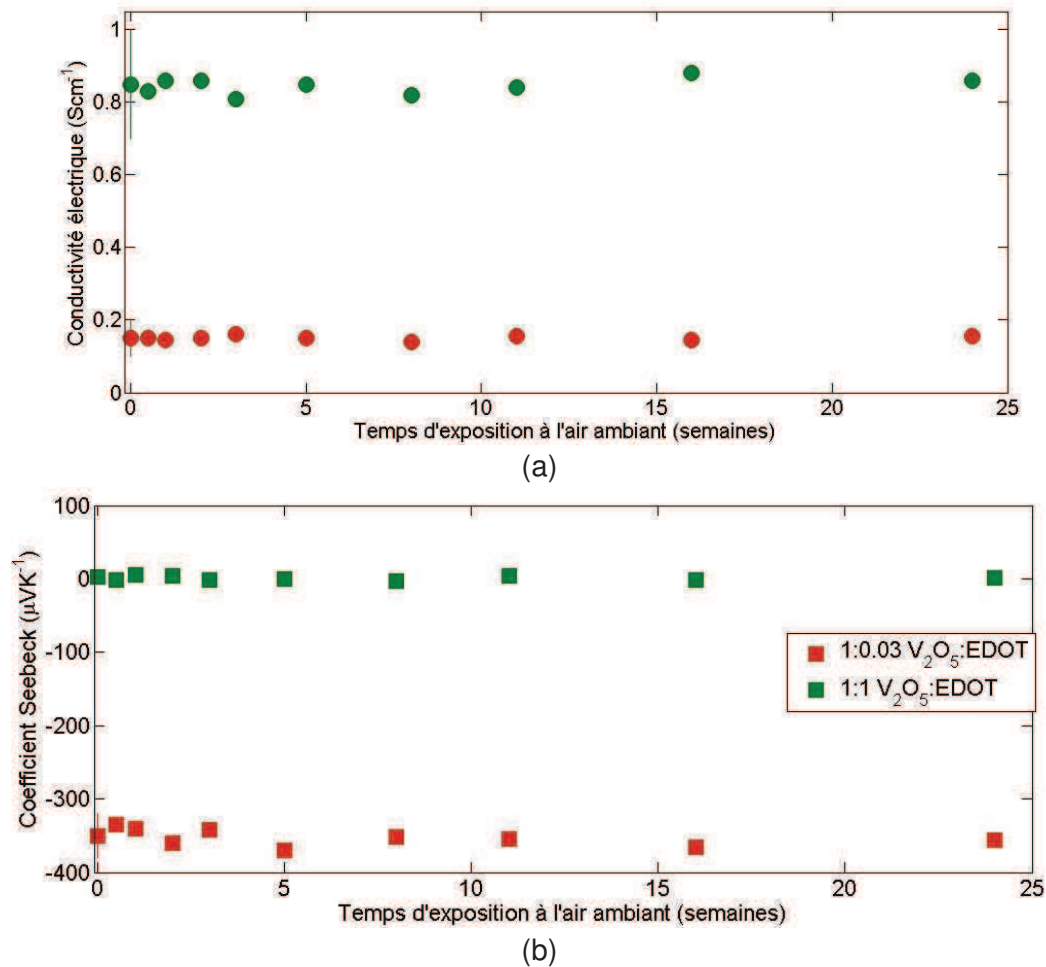 1
0.8
0.6
0.4
0.2
0
Conductivité électrique (Scm⁻¹)
0 5 10 15 20 25
Temps d'exposition à l'air ambiant (semaines)
(a)
100
0
-100
-200
-300
-400
Coefficient Seebeck (μVK⁻¹)
1:0.03 V₂O₅:EDOT
1:1 V₂O₅:EDOT
0 5 10 15 20 25
Temps d'exposition à l'air ambiant (semaines)
(b)